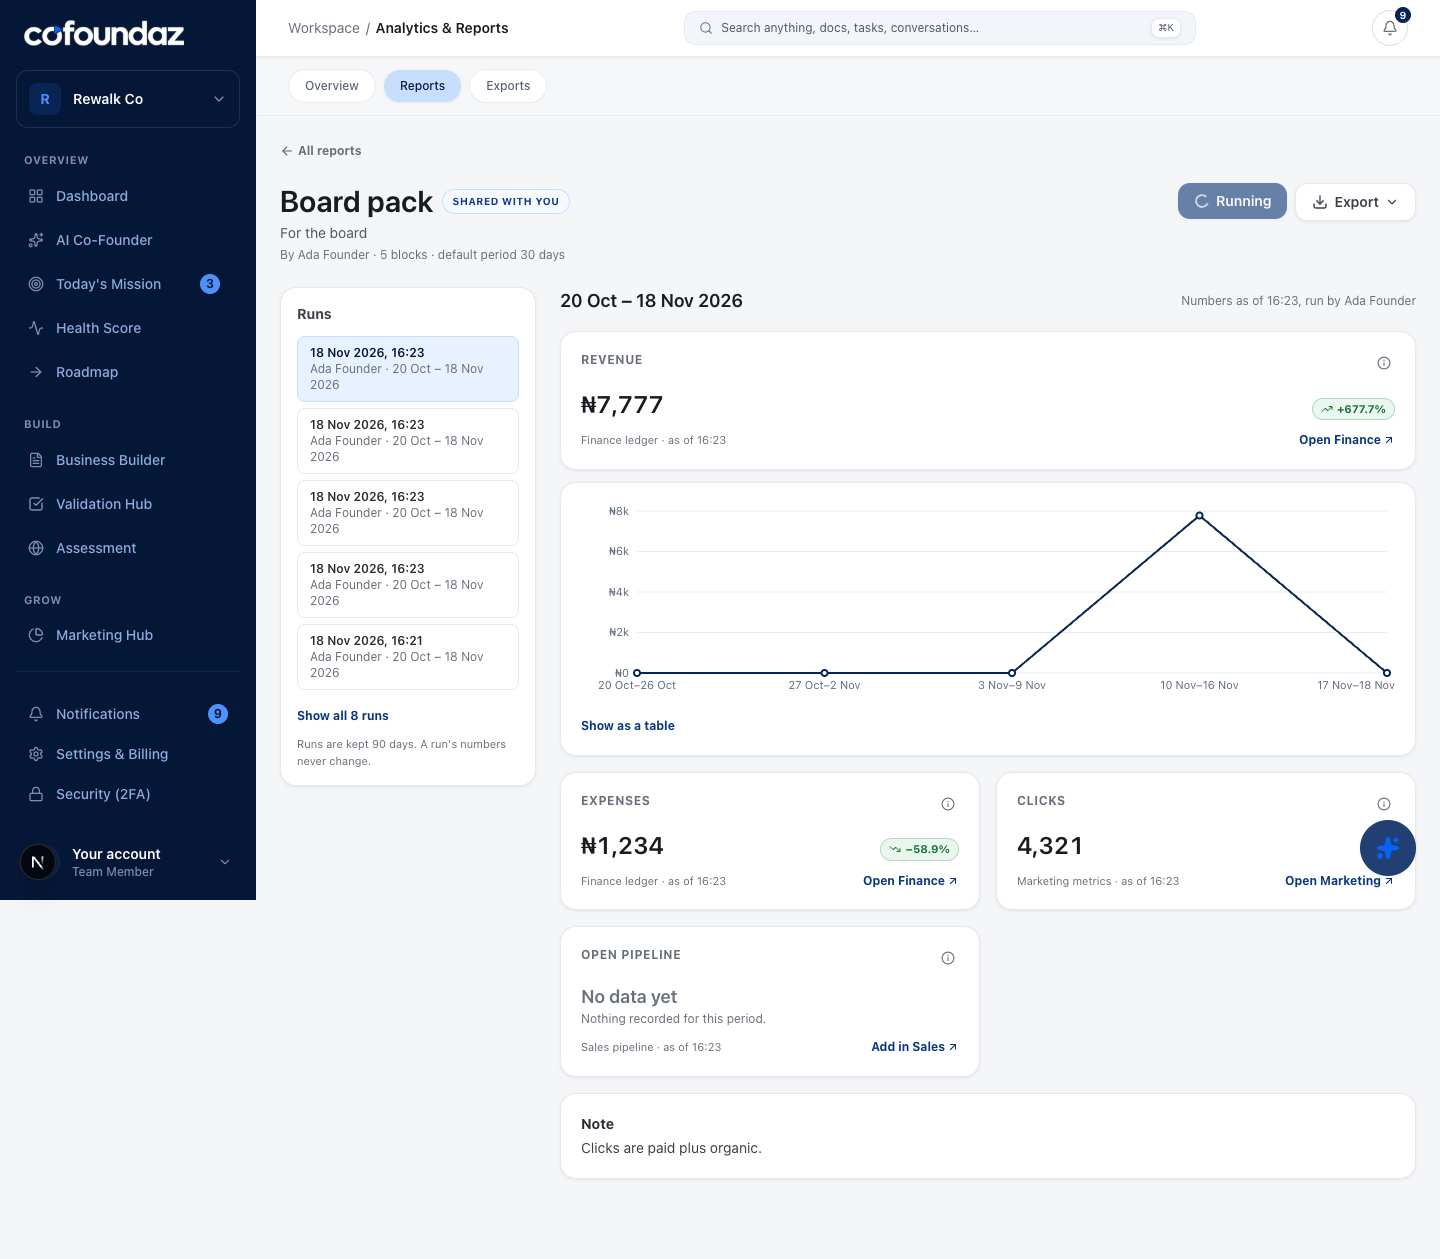 cofoundaz
R
Rewalk Co
OVERVIEW
Dashboard
AI Co-Founder
Today's Mission
3
Health Score
Roadmap
BUILD
Business Builder
Validation Hub
Assessment
GROW
Marketing Hub
Notifications
9
Settings & Billing
Security (2FA)
N
Your account
Team Member
Workspace / Analytics & Reports
Search anything, docs, tasks, conversations...
⌘K
9
Overview
Reports
Exports
← All reports
Board pack
SHARED WITH YOU
For the board
By Ada Founder · 5 blocks · default period 30 days
Running
Export
Runs
18 Nov 2026, 16:23
Ada Founder · 20 Oct – 18 Nov
2026
18 Nov 2026, 16:23
Ada Founder · 20 Oct – 18 Nov
2026
18 Nov 2026, 16:23
Ada Founder · 20 Oct – 18 Nov
2026
18 Nov 2026, 16:23
Ada Founder · 20 Oct – 18 Nov
2026
18 Nov 2026, 16:21
Ada Founder · 20 Oct – 18 Nov
2026
Show all 8 runs
Runs are kept 90 days. A run's numbers
never change.
20 Oct – 18 Nov 2026
Numbers as of 16:23, run by Ada Founder
REVENUE
₦7,777
+677.7%
Finance ledger · as of 16:23
Open Finance
₦8k
₦6k
₦4k
₦2k
₦0
20 Oct–26 Oct
27 Oct–2 Nov
3 Nov–9 Nov
10 Nov–16 Nov
17 Nov–18 Nov
Show as a table
EXPENSES
₦1,234
−58.9%
Finance ledger · as of 16:23
Open Finance
CLICKS
4,321
Marketing metrics · as of 16:23
Open Marketing
OPEN PIPELINE
No data yet
Nothing recorded for this period.
Sales pipeline · as of 16:23
Add in Sales
Note
Clicks are paid plus organic.